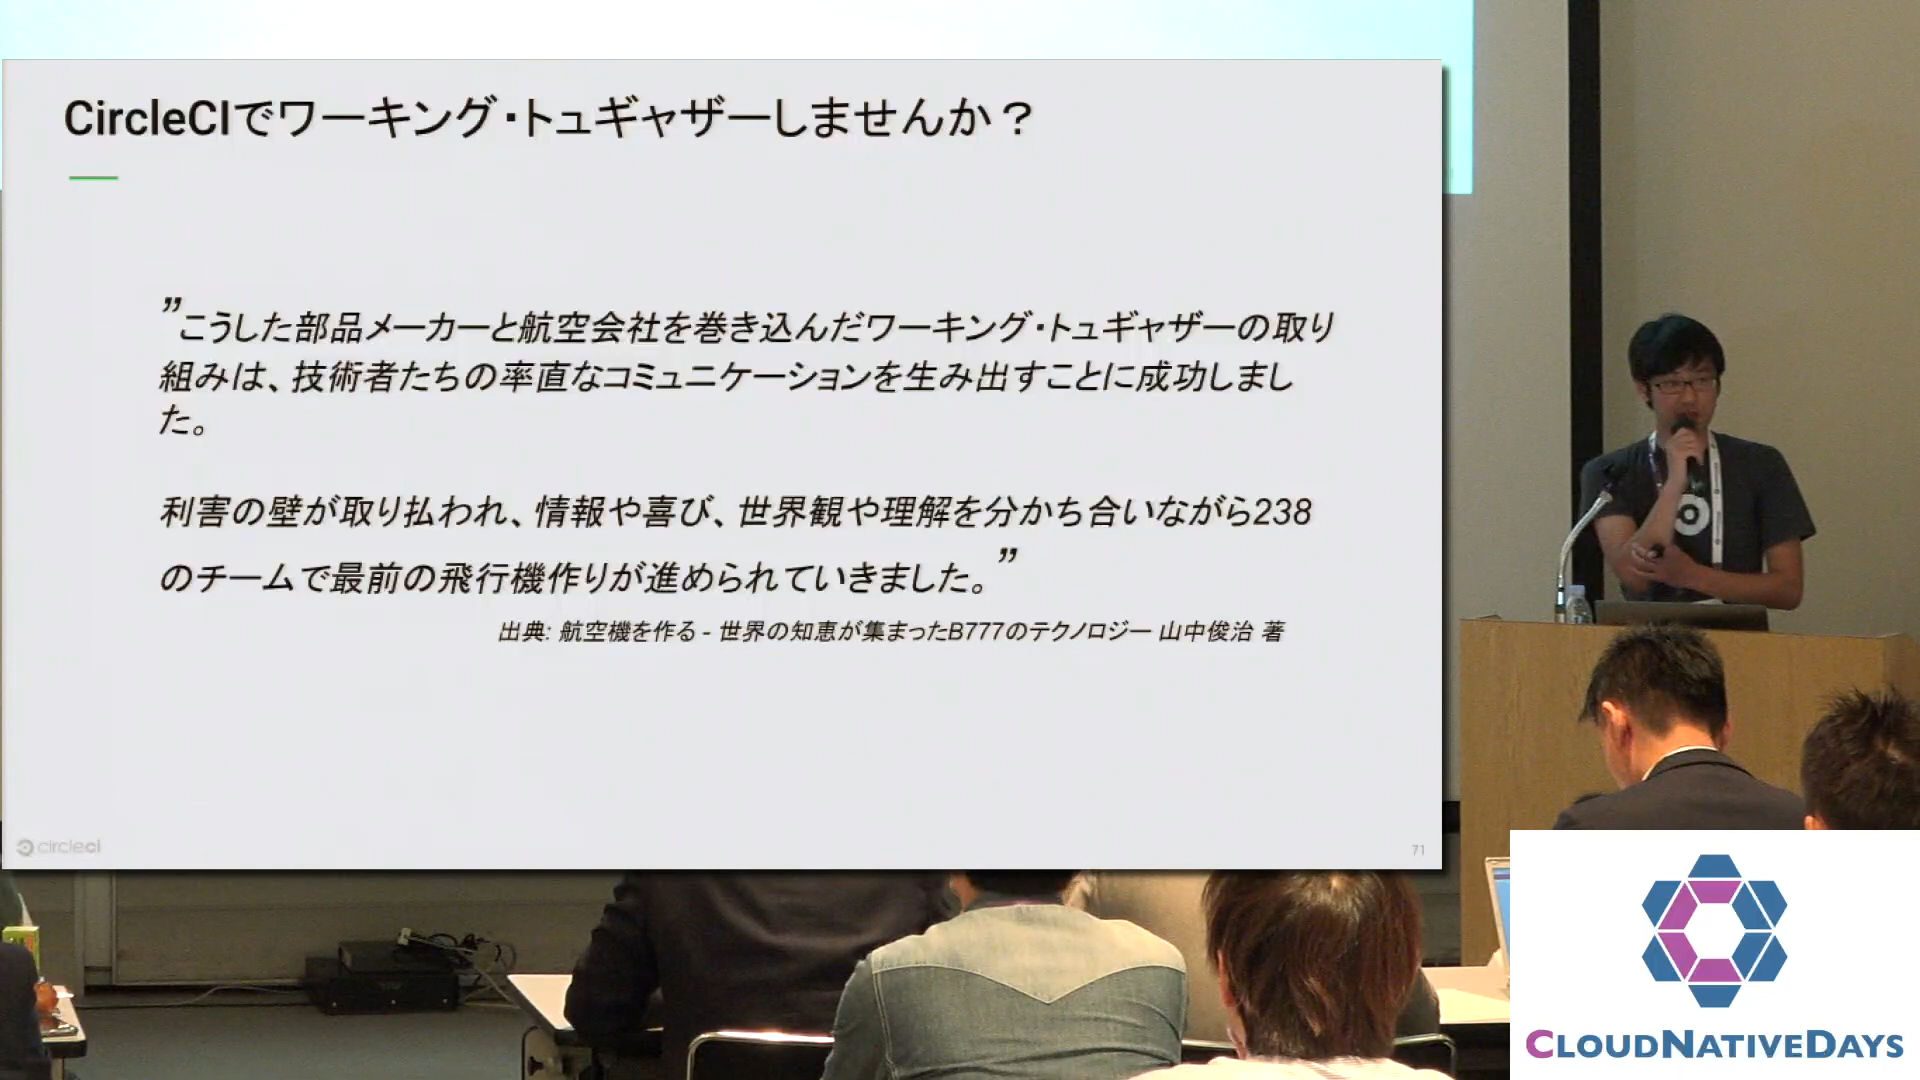 CircleCIでワーキング・トュギャザーしませんか？
”こうした部品メーカーと航空会社を巻き込んだワーキング・トュギャザーの取り
組みは、技術者たちの率直なコミュニケーションを生み出すことに成功しまし
た。
利害の壁が取り払われ、情報や喜び、世界観や理解を分かち合いながら238
のチームで最前の飛行機作りが進められていきました。”
出典: 航空機を作る - 世界の知恵が集まったB777のテクノロジー 山中俊治 著
circleci
71
CLOUDNATIVEDAYS